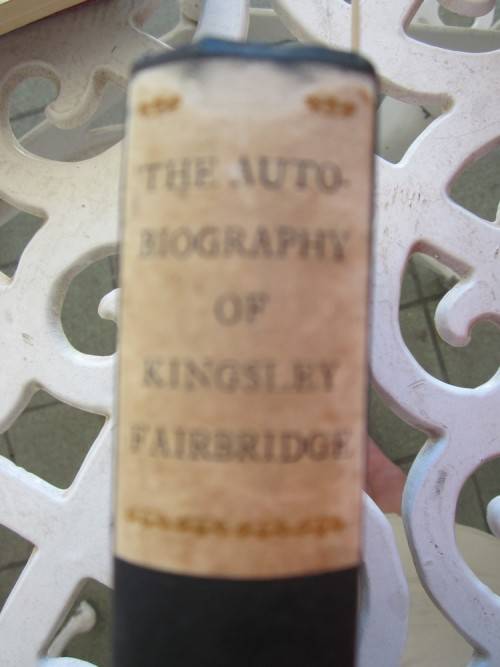 THE AUTO-
BIOGRAPHY
OF
KINGSLEY
FAIRBRIDGE